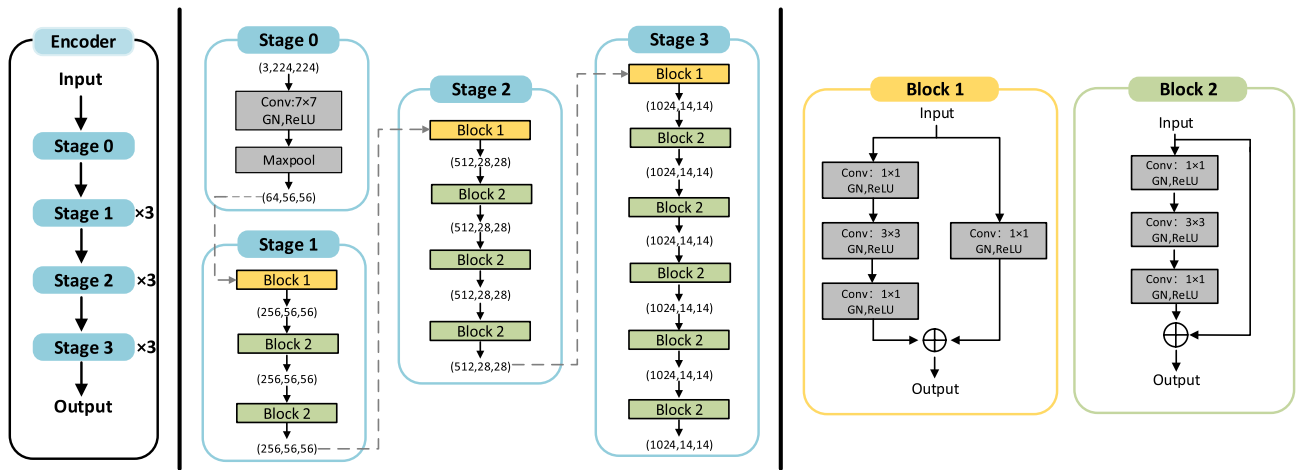 Encoder
Input
Stage 0
Stage 1 ×3
Stage 2 ×3
Stage 3 ×3
Output
Stage 0
(3,224,224)
Conv:7×7
GN,ReLU
Maxpool
(64,56,56)
Stage 1
Block 1
(256,56,56)
Block 2
(256,56,56)
Block 2
(256,56,56)
Stage 2
Block 1
(512,28,28)
Block 2
(512,28,28)
Block 2
(512,28,28)
Block 2
(512,28,28)
Stage 3
Block 1
(1024,14,14)
Block 2
(1024,14,14)
Block 2
(1024,14,14)
Block 2
(1024,14,14)
Block 2
(1024,14,14)
Block 2
(1024,14,14)
Block 1
Input
Conv： 1×1
GN,ReLU
Conv： 3×3
GN,ReLU
Conv： 1×1
GN,ReLU
Conv： 1×1
GN,ReLU
Output
Block 2
Input
Conv： 1×1
GN,ReLU
Conv： 3×3
GN,ReLU
Conv： 1×1
GN,ReLU
Output